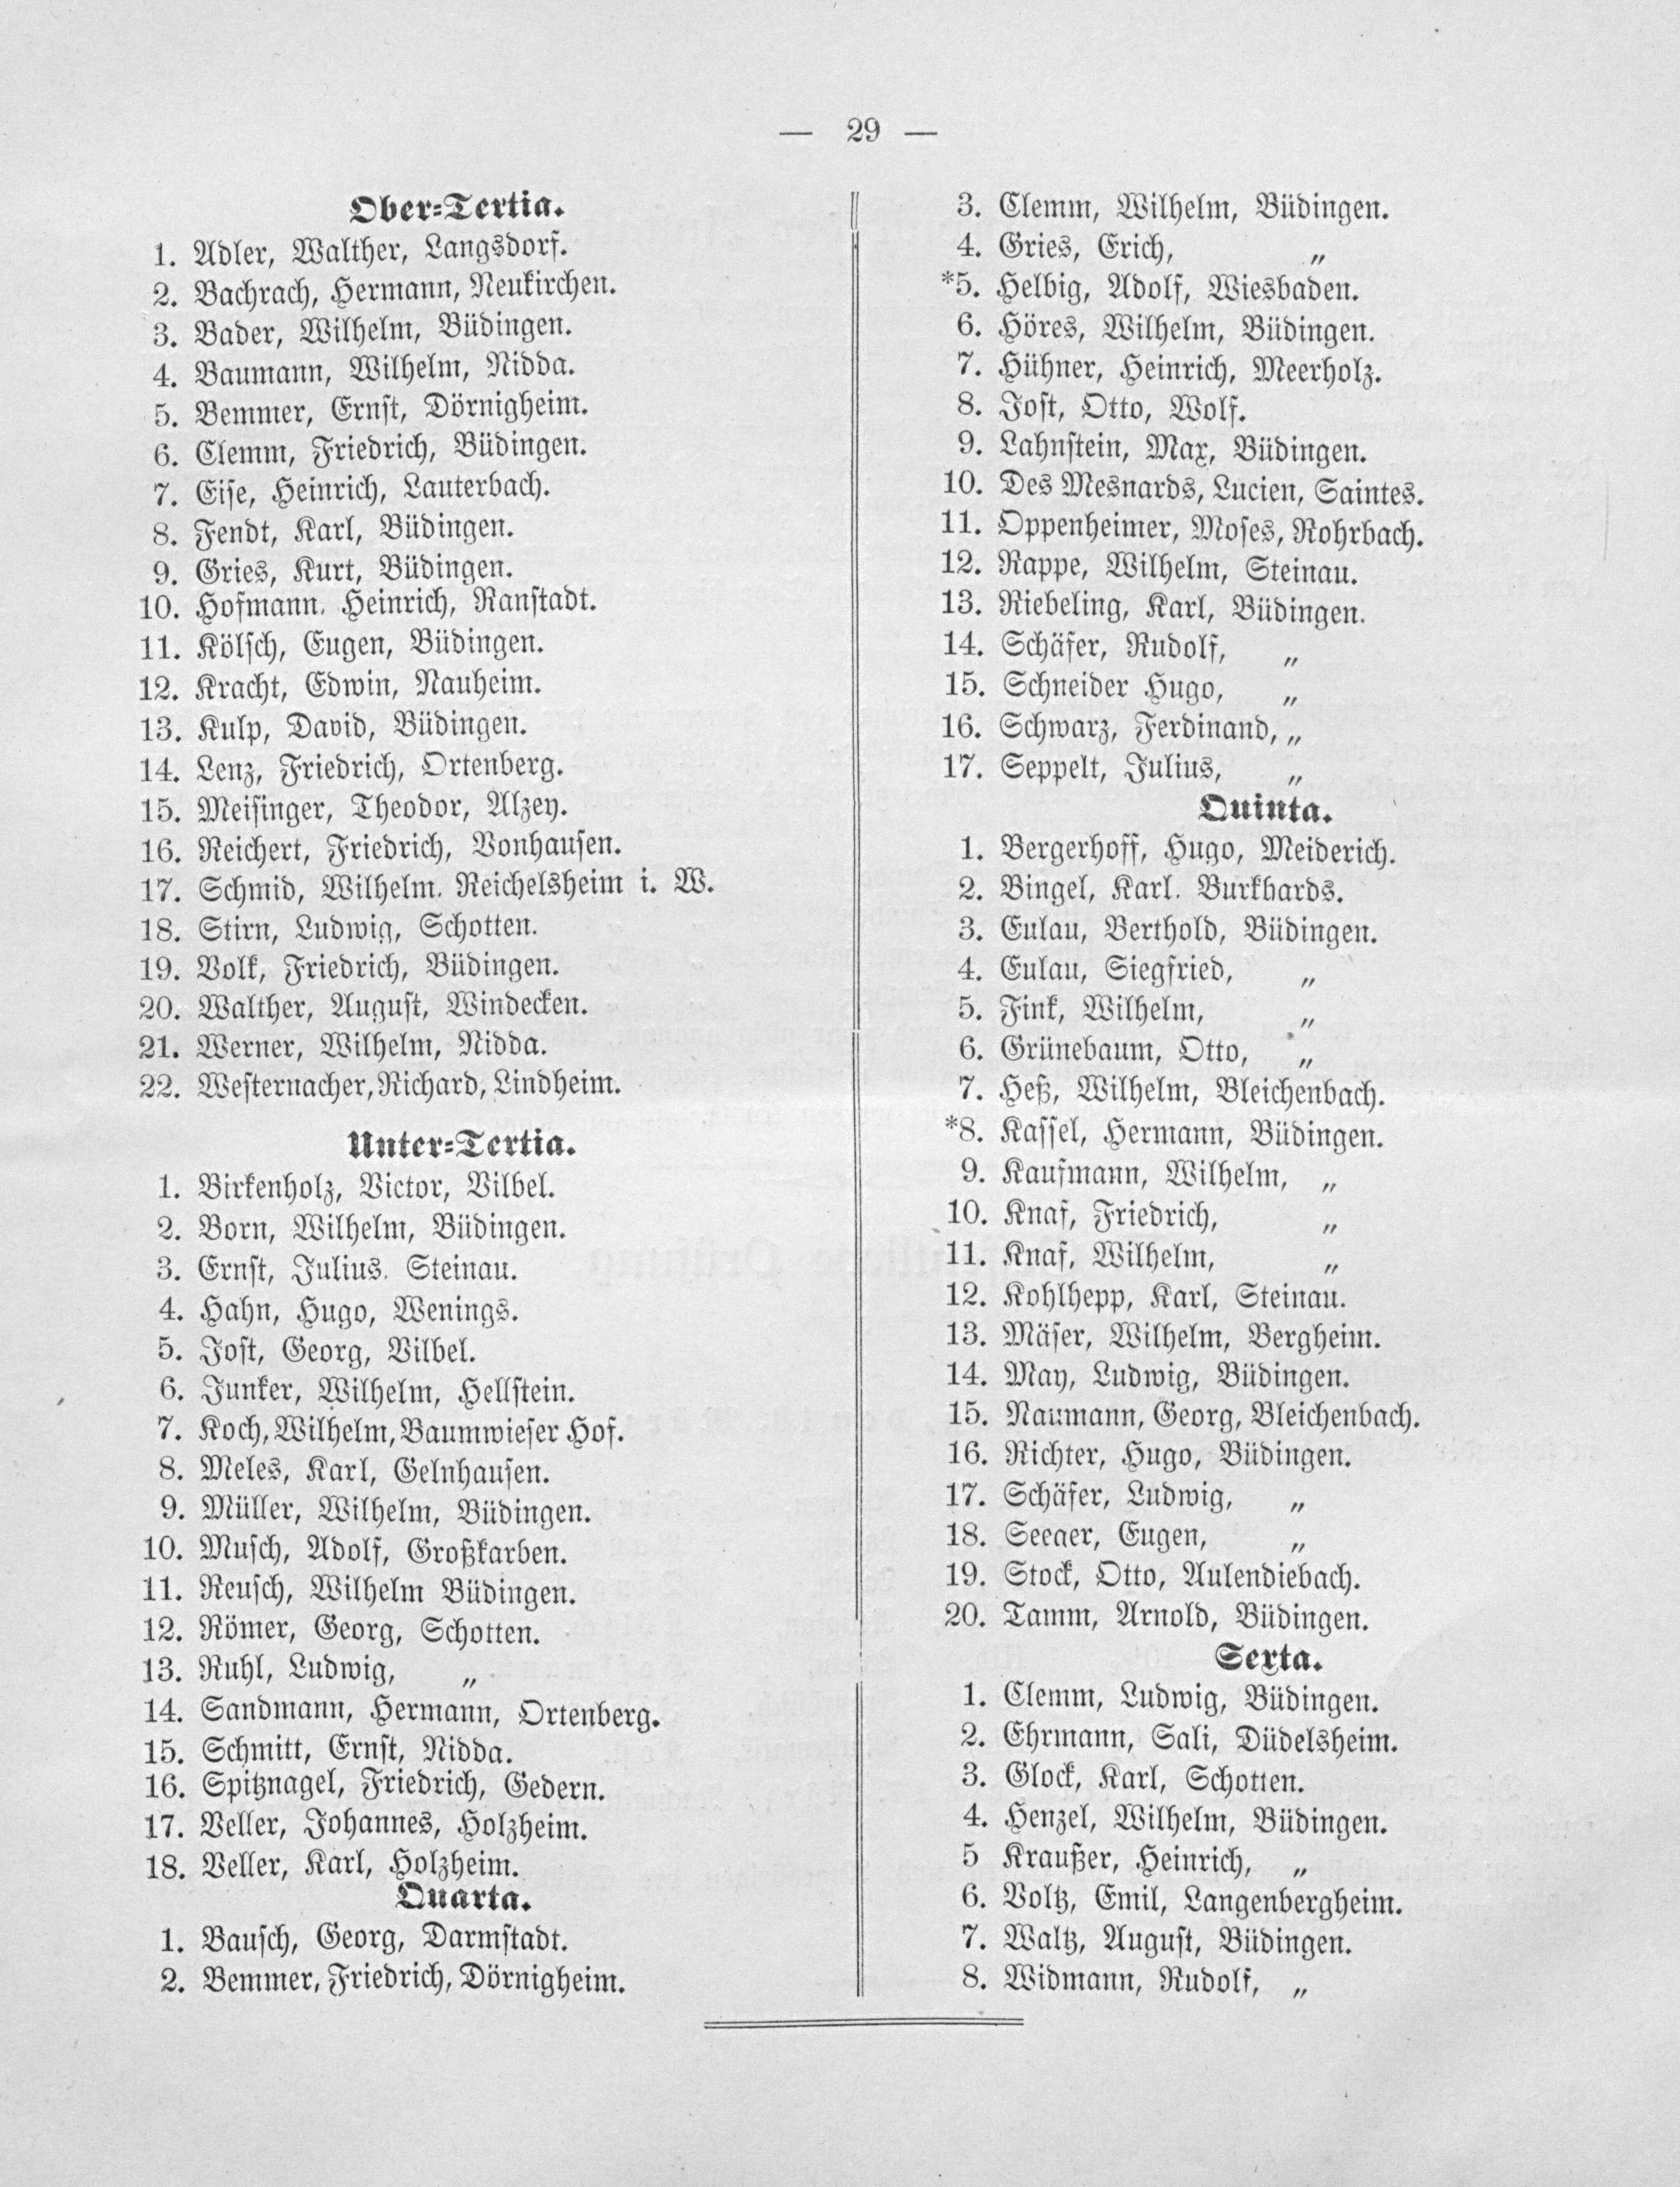 — 29 —
Ober-Tertia.
1. Adler, Walther, Langsdorf.
2. Bachrach, Hermann, Neukirchen.
3. Bader, Wilhelm, Büdingen.
4. Baumann, Wilhelm, Nidda.
5. Bemmer, Ernst, Dörnigheim.
6. Clemm, Friedrich, Büdingen.
7. Eise, Heinrich, Lauterbach.
8. Fendt, Karl, Büdingen.
9. Gries, Kurt, Büdingen.
10. Hofmann. Heinrich, Ranstadt.
11. Kölsch, Eugen, Büdingen.
12. Kracht, Edwin, Nauheim.
13. Kulp, David, Büdingen.
14. Lenz, Friedrich, Ortenberg.
15. Meisinger, Theodor, Alzey.
16. Reichert, Friedrich, Vonhausen.
17. Schmid, Wilhelm. Reichelsheim i. W.
18. Stirn, Ludwig, Schotten.
19. Volk, Friedrich, Büdingen.
20. Walther, August, Windecken.
21. Werner, Wilhelm, Nidda.
22. Westernacher, Richard, Lindheim.
Unter-Tertia.
1. Birkenholz, Victor, Vilbel.
2. Born, Wilhelm, Büdingen.
3. Ernst, Julius. Steinau.
4. Hahn, Hugo, Wenings.
5. Jost, Georg, Vilbel.
6. Junker, Wilhelm, Hellstein.
7. Koch, Wilhelm, Baumwieser Hof.
8. Meles, Karl, Gelnhausen.
9. Müller, Wilhelm, Büdingen.
10. Musch, Adolf, Großkarben.
11. Reusch, Wilhelm Büdingen.
12. Römer, Georg, Schotten.
13. Ruhl, Ludwig, „
14. Sandmann, Hermann, Ortenberg.
15. Schmitt, Ernst, Nidda.
16. Spitznagel, Friedrich, Gedern.
17. Veller, Johannes, Holzheim.
18. Veller, Karl, Holzheim.
Quarta.
1. Bausch, Georg, Darmstadt.
2. Bemmer, Friedrich, Dörnigheim.
3. Clemm, Wilhelm, Büdingen.
4. Gries, Erich, „
*5. Helbig, Adolf, Wiesbaden.
6. Höres, Wilhelm, Büdingen.
7. Hühner, Heinrich, Meerholz.
8. Jost, Otto, Wolf.
9. Lahnstein, Max, Büdingen.
10. Des Mesnards, Lucien, Saintes.
11. Oppenheimer, Moses, Rohrbach.
12. Rappe, Wilhelm, Steinau.
13. Riebeling, Karl, Büdingen.
14. Schäfer, Rudolf, „
15. Schneider Hugo, „
16. Schwarz, Ferdinand, „
17. Seppelt, Julius, „
Quinta.
1. Bergerhoff, Hugo, Meiderich.
2. Bingel, Karl. Burkhards.
3. Eulau, Berthold, Büdingen.
4. Eulau, Siegfried, „
5. Fink, Wilhelm, „
6. Grünebaum, Otto, „
7. Heß, Wilhelm, Bleichenbach.
*8. Kassel, Hermann, Büdingen.
9. Kaufmann, Wilhelm, „
10. Knaf, Friedrich, „
11. Knaf, Wilhelm, „
12. Kohlhepp, Karl, Steinau.
13. Mäser, Wilhelm, Bergheim.
14. May, Ludwig, Büdingen.
15. Naumann, Georg, Bleichenbach.
16. Richter, Hugo, Büdingen.
17. Schäfer, Ludwig, „
18. Seeger, Eugen, „
19. Stock, Otto, Aulendiebach.
20. Tamm, Arnold, Büdingen.
Sexta.
1. Clemm, Ludwig, Büdingen.
2. Ehrmann, Sali, Düdelsheim.
3. Glock, Karl, Schotten.
4. Henzel, Wilhelm, Büdingen.
5 Kraußer, Heinrich, „
6. Voltz, Emil, Langenbergheim.
7. Waltz, August, Büdingen.
8. Widmann, Rudolf, „